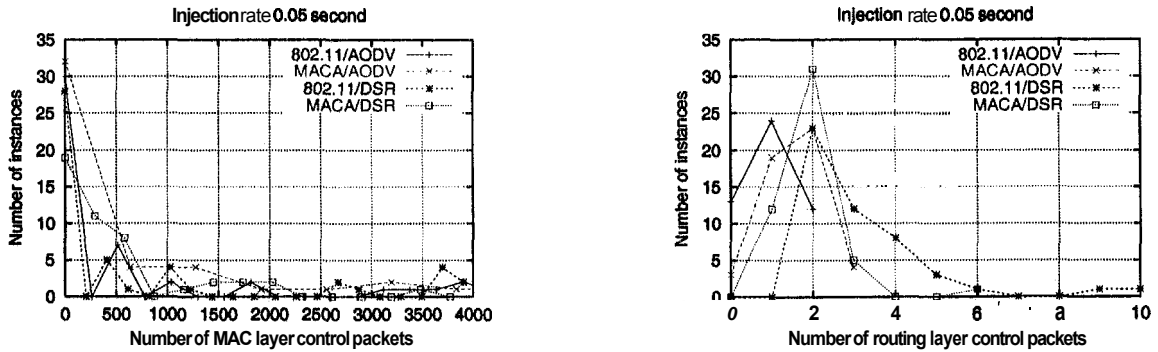 Injection rate 0.05 second
35
30
25
20
15
10
5
0
Number of instances
802.11/AODV
MACA/AODV
802.11/DSR
MACA/DSR
0 500 1000 1500 2000 2500 3000 3500 4000
Number of MAC layer control packets
Injection rate 0.05 second
35
30
25
20
15
10
5
0
Number of instances
802.11/AODV
MACA/AODV
802.11/DSR
MACA/DSR
0 2 4 6 8 10
Number of routing layer control packets